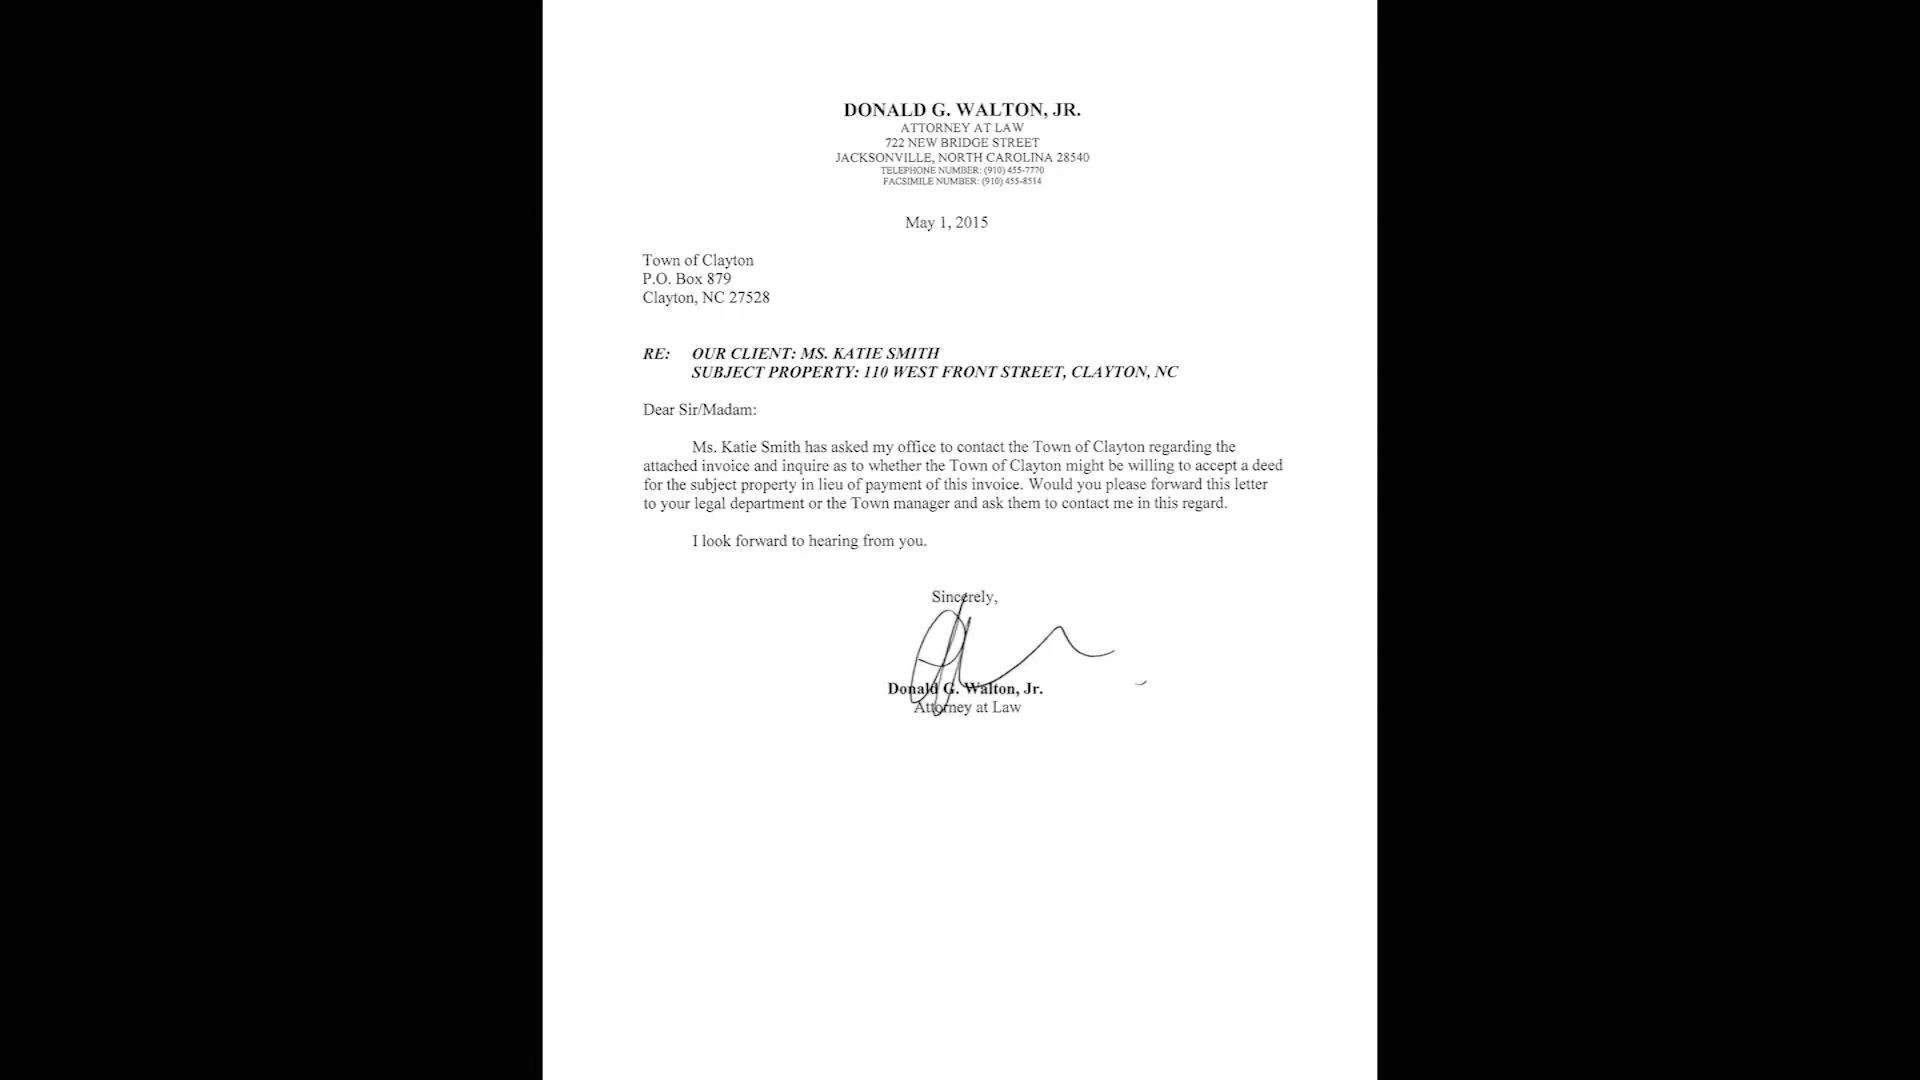 DONALD G. WALTON, JR.
ATTORNEY AT LAW
722 NEW BRIDGE STREET
JACKSONVILLE, NORTH CAROLINA 28540
TELEPHONE NUMBER: (910) 455-7770
FACSIMILE NUMBER: (910) 455-8514
May 1, 2015
Town of Clayton
P.O. Box 879
Clayton, NC 27528
RE: OUR CLIENT: MS. KATIE SMITH
SUBJECT PROPERTY: 110 WEST FRONT STREET, CLAYTON, NC
Dear Sir/Madam:
Ms. Katie Smith has asked my office to contact the Town of Clayton regarding the
attached invoice and inquire as to whether the Town of Clayton might be willing to accept a deed
for the subject property in lieu of payment of this invoice. Would you please forward this letter
to your legal department or the Town manager and ask them to contact me in this regard.
I look forward to hearing from you.
Sincerely,
Donald G. Walton, Jr.
Attorney at Law